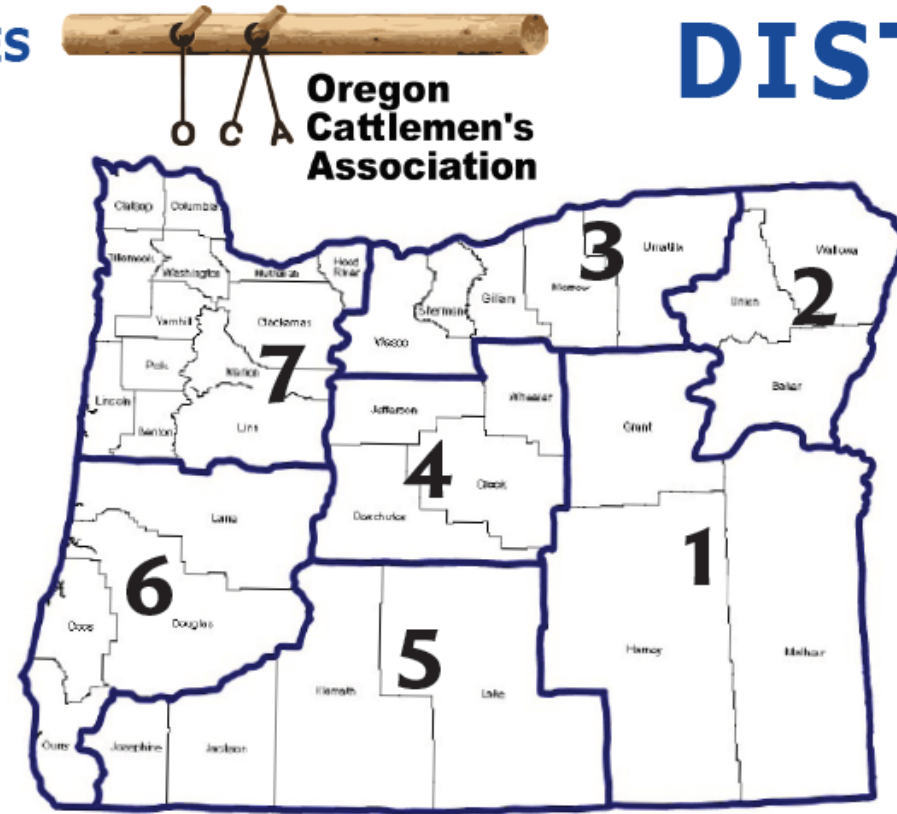 ES
DIST
O C A
Oregon
Cattlemen's
Association
Clatsop
Columbia
Tillamook
Washington
Multnomah
Hood
River
Yamhill
Clackamas
Polk
Marion
7
Lincoln
Benton
Linn
Wasco
Sherman
Gilliam
Morrow
3
Umatilla
Union
2
Wallowa
Baker
Jefferson
Wheeler
4
Crook
Deschutes
Grant
1
Harney
Malheur
Lane
6
Coos
Douglas
Curry
Josephine
Jackson
5
Klamath
Lake